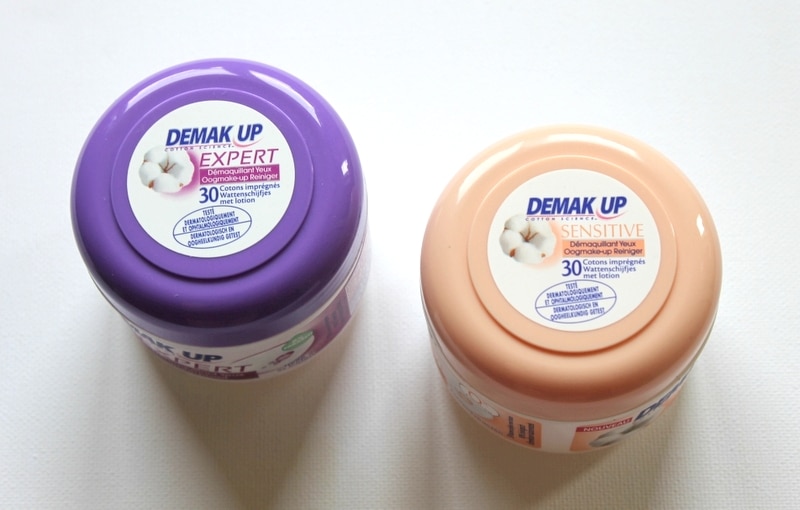 DEMAK UP
COTTON SCIENCE
EXPERT
Démaquillant Yeux
Oogmake-up Reiniger
30 Cotons imprégnés
Wattenschijfjes
met lotion
TESTÉ
DERMATOLOGIQUEMENT
ET OPHTALMOLOGIQUEMENT
DERMATOLOGISCH EN
OOGHEELKUNDIG GETEST
MAK UP
XPERT
DEMAK UP
COTTON SCIENCE
SENSITIVE
Démaquillant Yeux
Oogmake-up Reiniger
30 Cotons imprégnés
Wattenschijfjes
met lotion
TESTÉ
DERMATOLOGIQUEMENT
ET OPHTALMOLOGIQUEMENT
DERMATOLOGISCH EN
OOGHEELKUNDIG GETEST
NOUVEAU